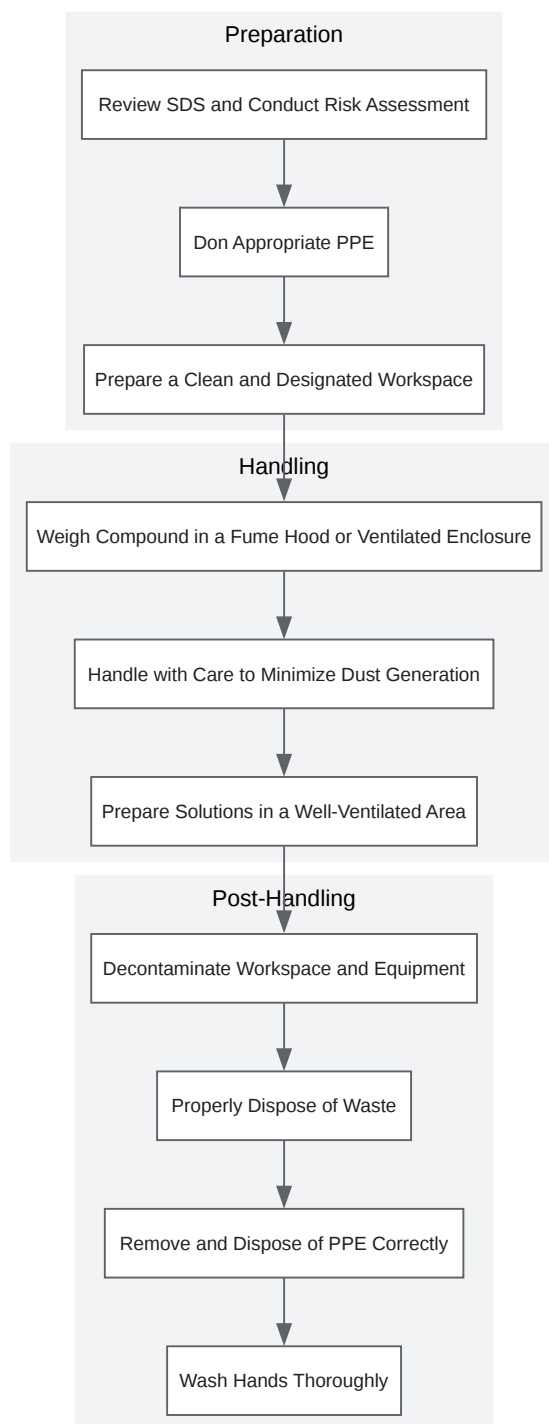 Preparation
Review SDS and Conduct Risk Assessment
Don Appropriate PPE
Prepare a Clean and Designated Workspace
Handling
Weigh Compound in a Fume Hood or Ventilated Enclosure
Handle with Care to Minimize Dust Generation
Prepare Solutions in a Well-Ventilated Area
Post-Handling
Decontaminate Workspace and Equipment
Properly Dispose of Waste
Remove and Dispose of PPE Correctly
Wash Hands Thoroughly